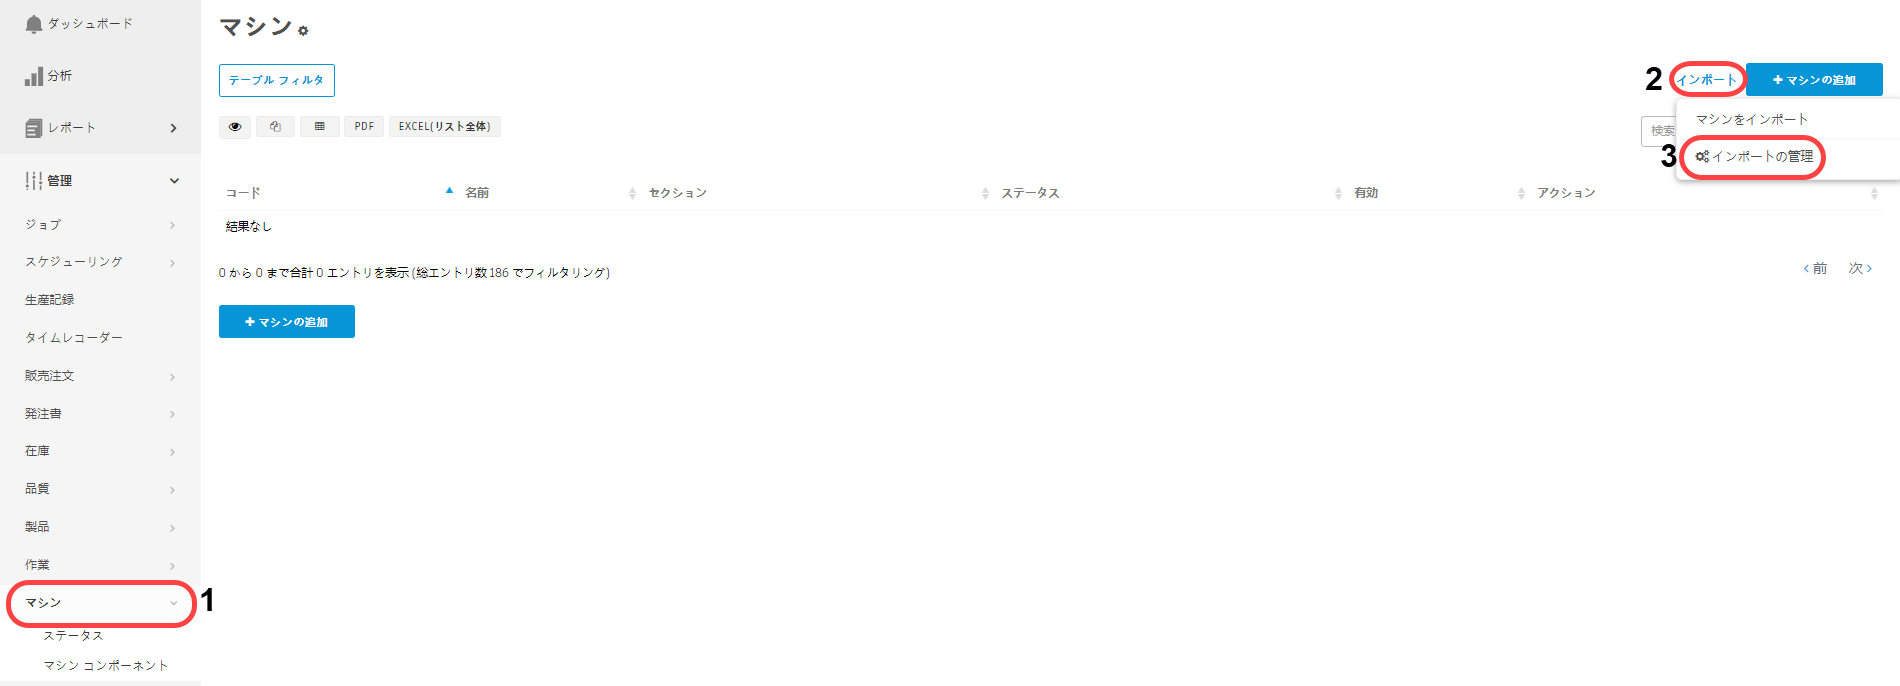 ダッシュボード
分析
レポート
管理
ジョブ
スケジューリング
生産記録
タイムレコーダー
販売注文
発注書
在庫
品質
製品
作業
マシン
1
ステータス
マシン コンポーネント
マシン
テーブル フィルタ
2 インポート
マシンの追加
マシンをインポート
3 インポートの管理
PDF EXCEL(リスト全体)
検索
コード 名前 セクション ステータス 有効 アクション
結果なし
0 から 0 まで合計 0 エントリを表示 (総エントリ数 186 でフィルタリング)
前 次
マシンの追加